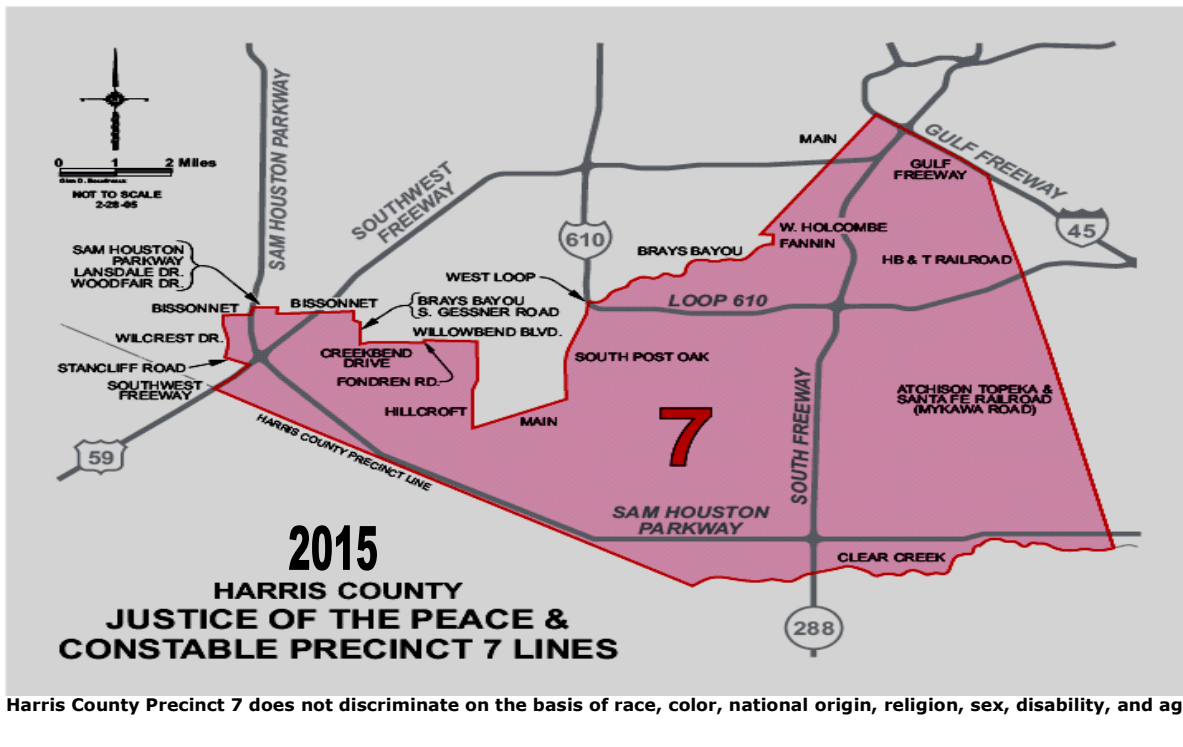 SAM HOUSTON PARKWAY
SOUTHWEST
FREEWAY
MAIN
GULF FREEWAY
GULF
FREEWAY
0 1 2 Miles
NOT TO SCALE
2-28-05
610
45
W. HOLCOMBE
FANNIN
BRAYS BAYOU
HB & T RAILROAD
SAM HOUSTON
PARKWAY
LANSDALE DR.
WOODFAIR DR.
WEST LOOP
LOOP 610
BISSONNET
BISSONNET
BRAYS BAYOU
S. GESSNER ROAD
WILLOWBEND BLVD.
WILCREST DR.
STANCLIFF ROAD
SOUTHWEST
FREEWAY
CREEKBEND
DRIVE
FONDREN RD.
SOUTH POST OAK
HILLCROFT
MAIN
ATCHISON TOPEKA &
SANTA FE RAILROAD
(MYKAWA ROAD)
7
SOUTH FREEWAY
59
HARRIS COUNTY PRECINCT LINE
SAM HOUSTON
PARKWAY
CLEAR CREEK
288
2015
HARRIS COUNTY
JUSTICE OF THE PEACE &
CONSTABLE PRECINCT 7 LINES
Harris County Precinct 7 does not discriminate on the basis of race, color, national origin, religion, sex, disability, and ag